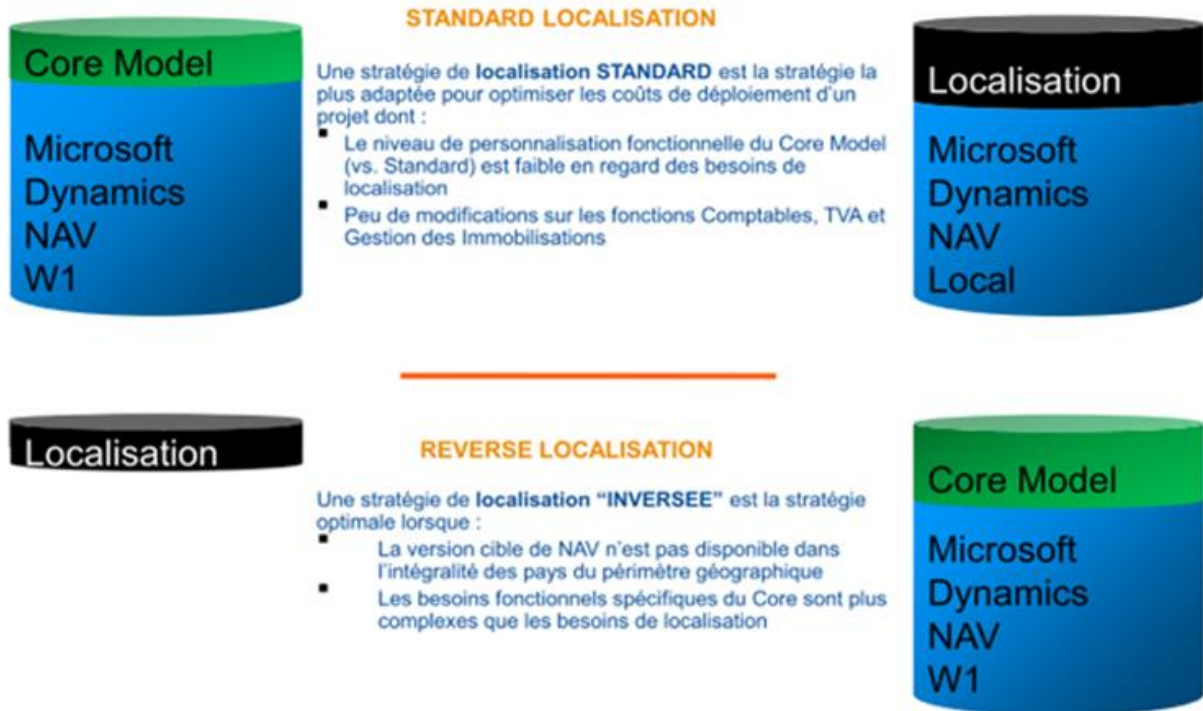 STANDARD LOCALISATION
Core Model
Microsoft
Dynamics
NAV
W1
Une stratégie de localisation STANDARD est la stratégie la
plus adaptée pour optimiser les coûts de déploiement d'un
projet dont :
Le niveau de personnalisation fonctionnelle du Core Model
(vs. Standard) est faible en regard des besoins de
localisation
Peu de modifications sur les fonctions Comptables, TVA et
Gestion des Immobilisations
Localisation
Microsoft
Dynamics
NAV
Local
Localisation
REVERSE LOCALISATION
Une stratégie de localisation “INVERSEE” est la stratégie
optimale lorsque :
La version cible de NAV n'est pas disponible dans
l'intégralité des pays du périmètre géographique
Les besoins fonctionnels spécifiques du Core sont plus
complexes que les besoins de localisation
Core Model
Microsoft
Dynamics
NAV
W1